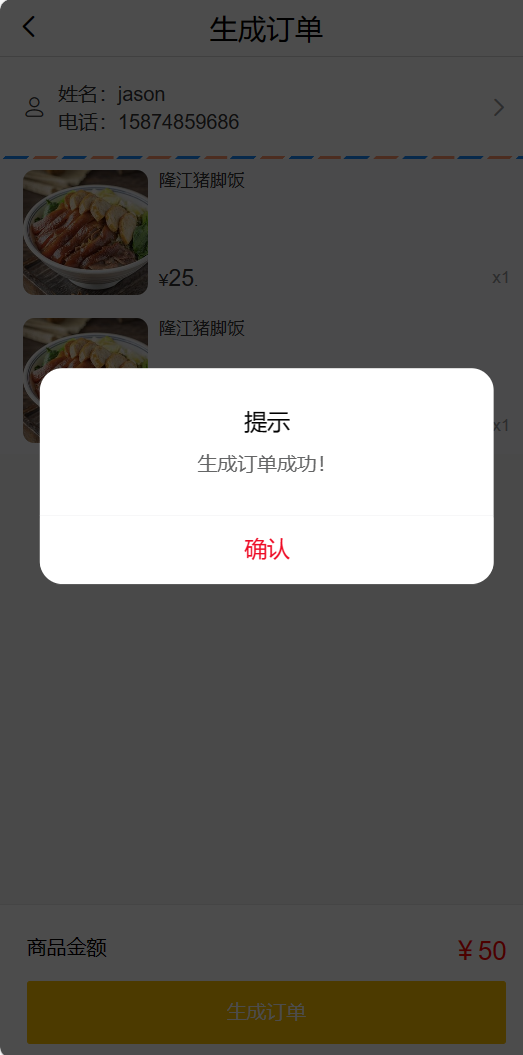 生成订单
姓名：jason
电话：15874859686
隆江猪脚饭
¥25.
x1
隆江猪脚饭
x1
提示
生成订单成功！
确认
商品金额
￥50
生成订单